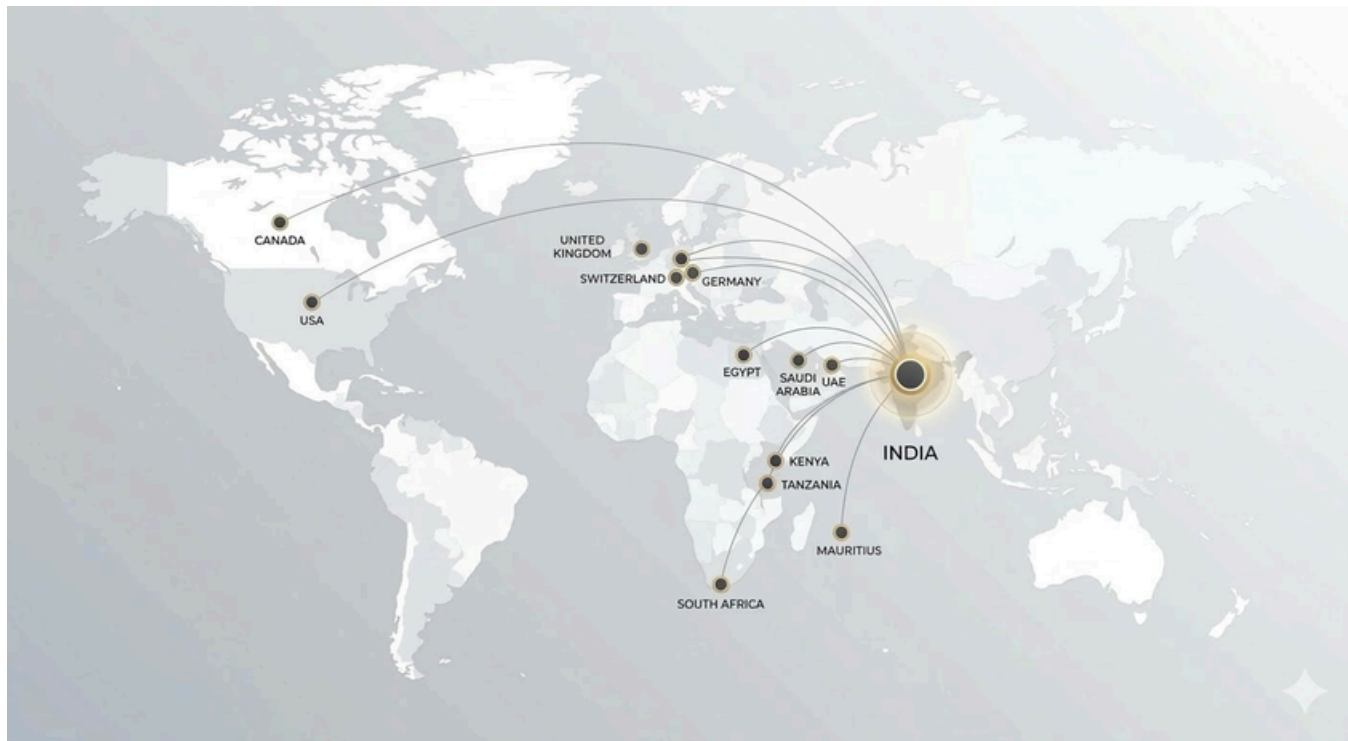 CANADA
USA
UNITED
KINGDOM
SWITZERLAND
GERMANY
EGYPT
SAUDI
ARABIA
UAE
INDIA
KENYA
TANZANIA
MAURITIUS
SOUTH AFRICA